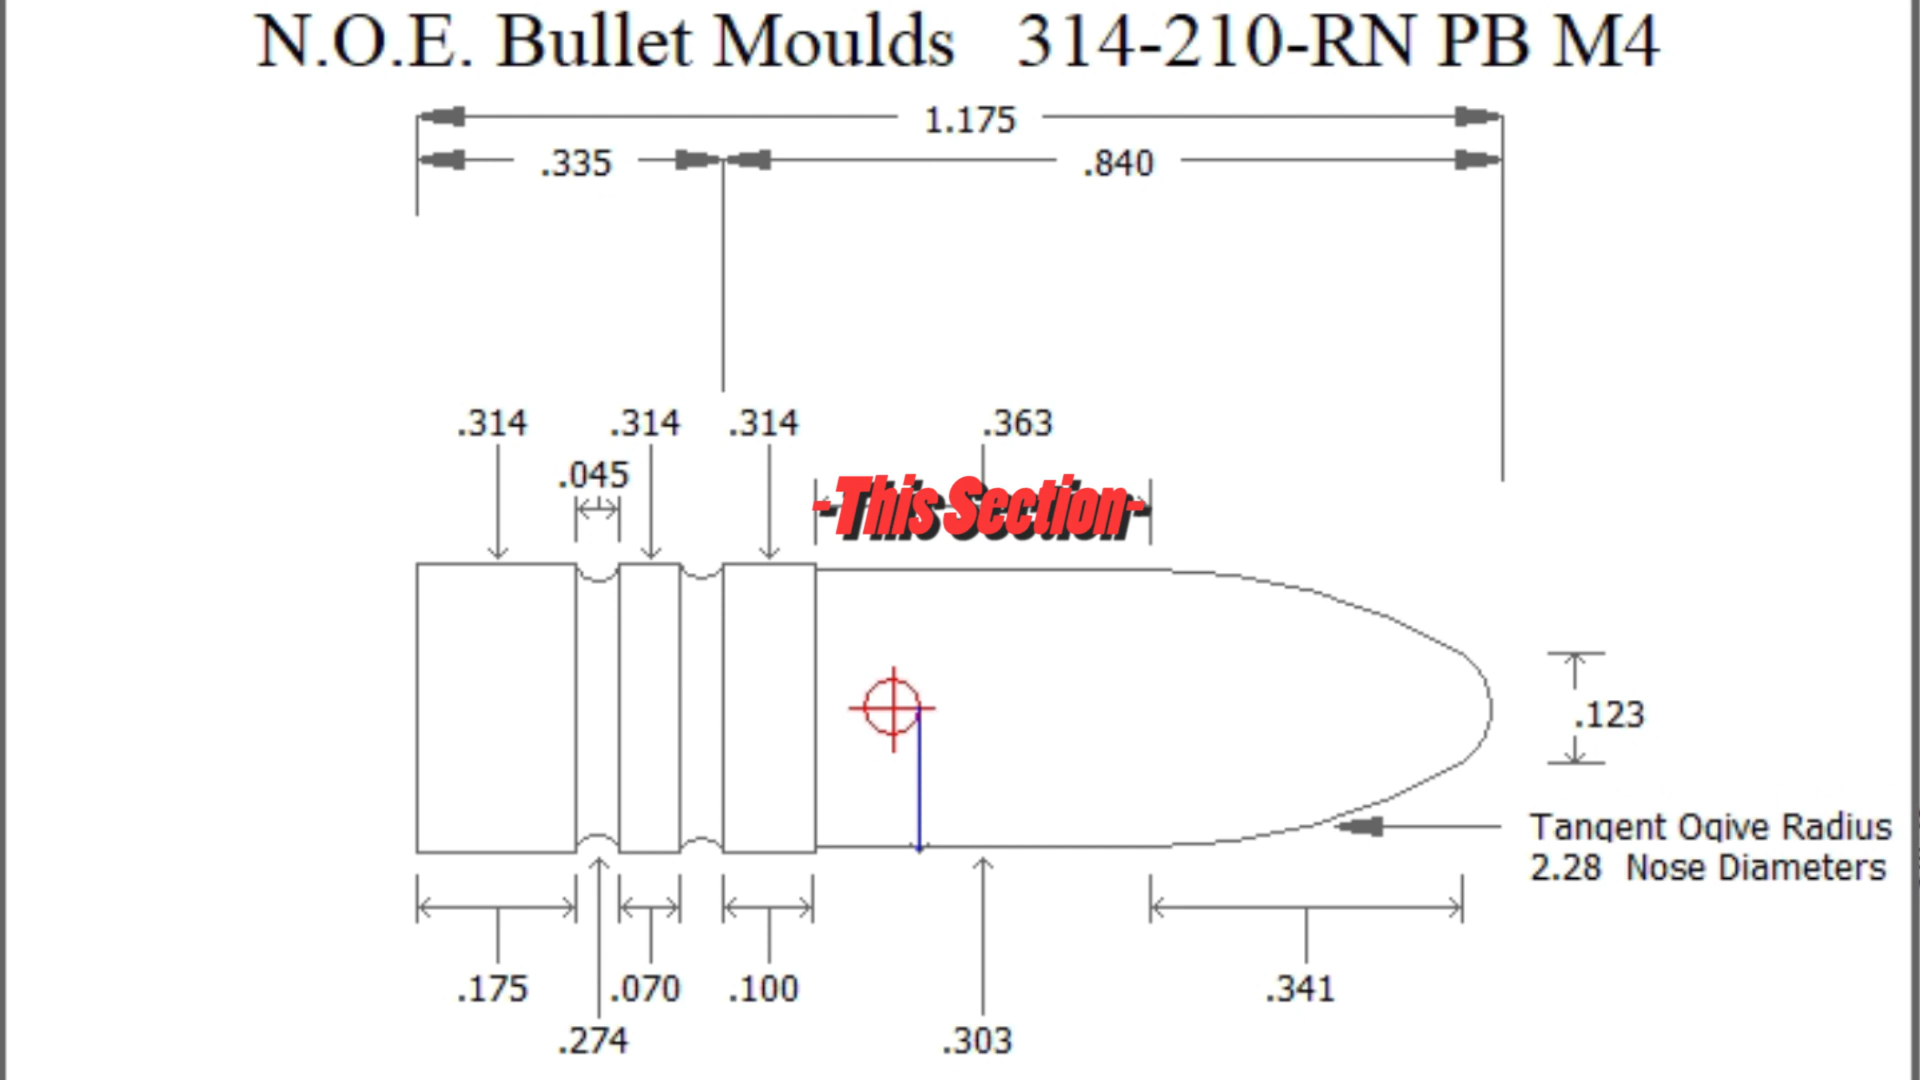 N.O.E. Bullet Moulds 314-210-RN PB M4
1.175
.335 .840
.314 .314 .314 .363
.045
-This Section-
.123
Tangent Ogive Radius
2.28 Nose Diameters
.175 .070 .100 .341
.274 .303